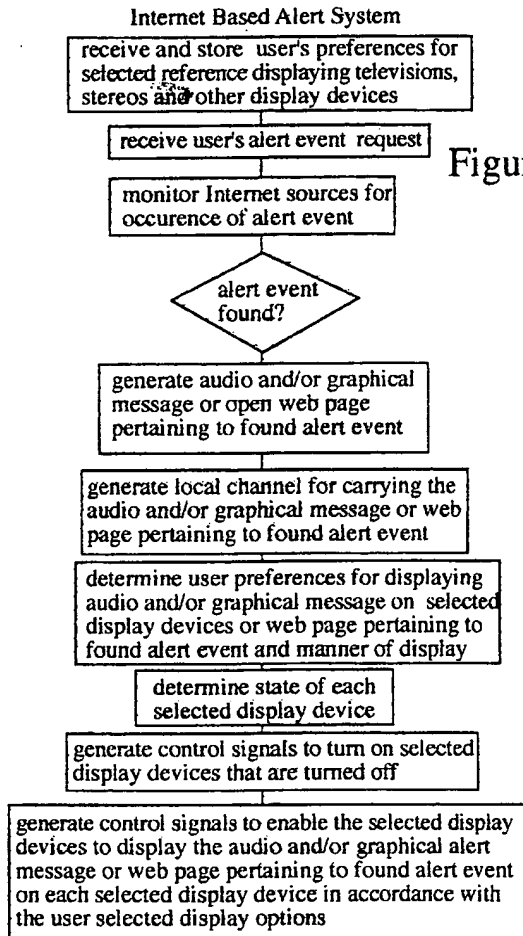 Internet Based Alert System
receive and store user's preferences for
selected reference displaying televisions,
stereos and other display devices
receive user's alert event request
Figu
monitor Internet sources for
occurence of alert event
alert event
found?
generate audio and/or graphical
message or open web page
pertaining to found alert event
generate local channel for carrying the
audio and/or graphical message or web
page pertaining to found alert event
determine user preferences for displaying
audio and/or graphical message on selected
display devices or web page pertaining to
found alert event and manner of display
determine state of each
selected display device
generate control signals to turn on selected
display devices that are turned off
generate control signals to enable the selected display
devices to display the audio and/or graphical alert
message or web page pertaining to found alert event
on each selected display device in accordance with
the user selected display options